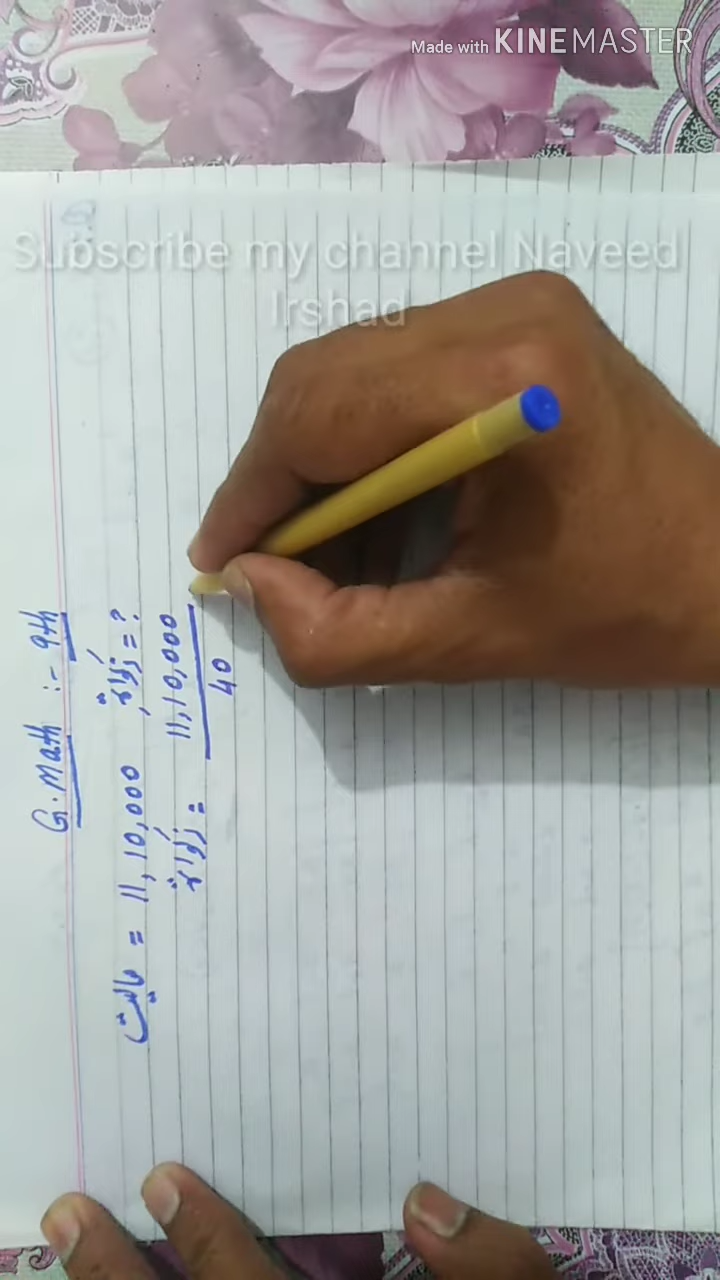 Made with KINEMASTER
Subscribe my channel Naveed
Irshad
G. Math :- 9th
مالیت = 11,10,000 , زکوٰۃ = ?
زکوٰۃ = 11,10,000
40